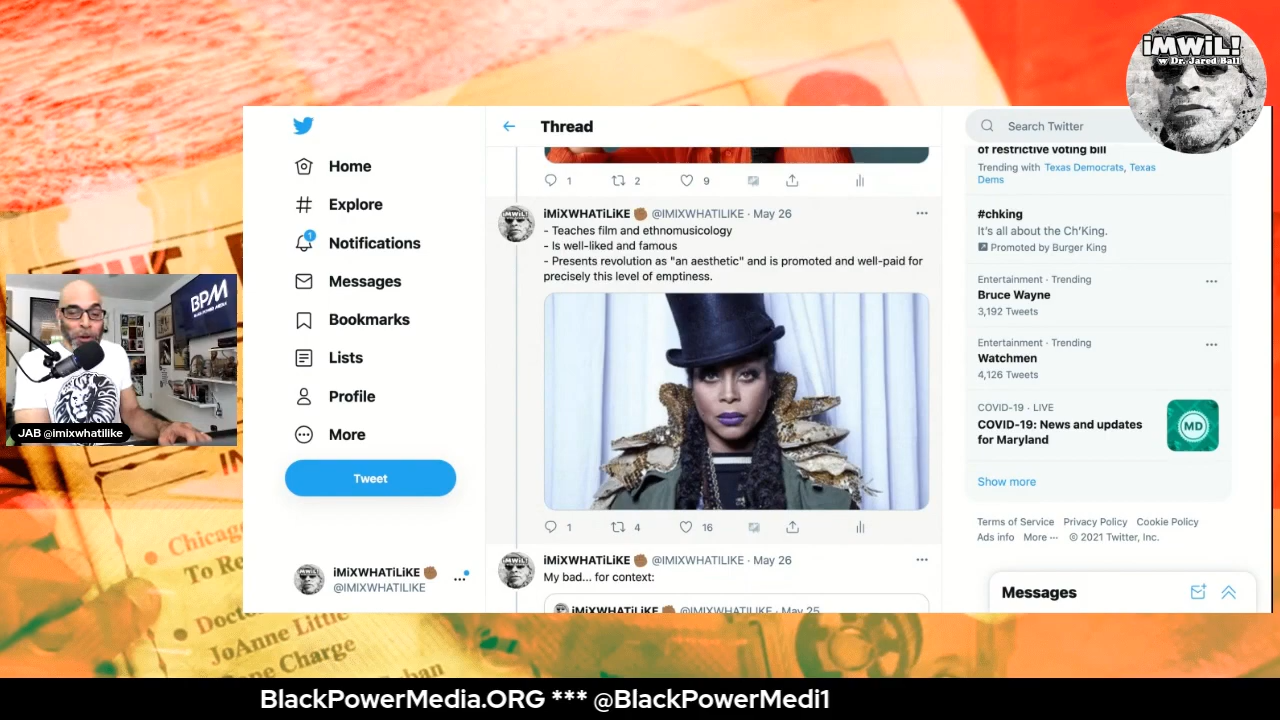 iMWiL!
w Dr. Jared Ball
Home
Explore
1
Notifications
Messages
Bookmarks
Lists
Profile
More
Tweet
iMiXWHATiLiKE
@IMIXWHATILIKE
Thread
1 2 9
iMiXWHATiLiKE @IMIXWHATILIKE · May 26
- Teaches film and ethnomusicology
- Is well-liked and famous
- Presents revolution as "an aesthetic" and is promoted and well-paid for
precisely this level of emptiness.
1 4 16
iMiXWHATiLiKE @IMIXWHATILIKE · May 26
My bad... for context:
iMiXWHATiLiKE @IMIXWHATILIKE · May 25
Search Twitter
of restrictive voting bill
Trending with Texas Democrats, Texas
Dems
#chking
It's all about the Ch'King.
Promoted by Burger King
Entertainment · Trending
Bruce Wayne
3,192 Tweets
Entertainment · Trending
Watchmen
4,126 Tweets
COVID-19 · LIVE
COVID-19: News and updates
for Maryland
MD
Show more
Terms of Service Privacy Policy Cookie Policy
Ads info More ··· © 2021 Twitter, Inc.
Messages
BPM
JAB @imixwhatilike
Chicag
To Re
Doct
JoAnne Little
Charge
BlackPowerMedia.ORG *** @BlackPowerMedi1